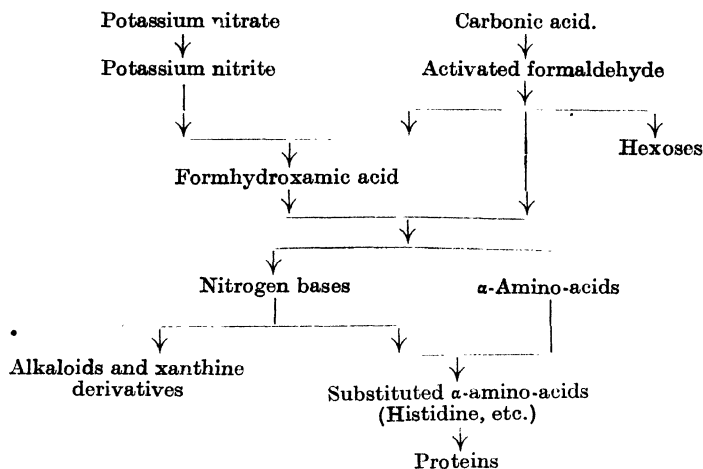 Potassium nitrate
Carbonic acid.
Potassium nitrite
Activated formaldehyde
Hexoses
Formhydroxamic acid
Nitrogen bases
α-Amino-acids
Alkaloids and xanthine
derivatives
Substituted α-amino-acids
(Histidine, etc.)
Proteins